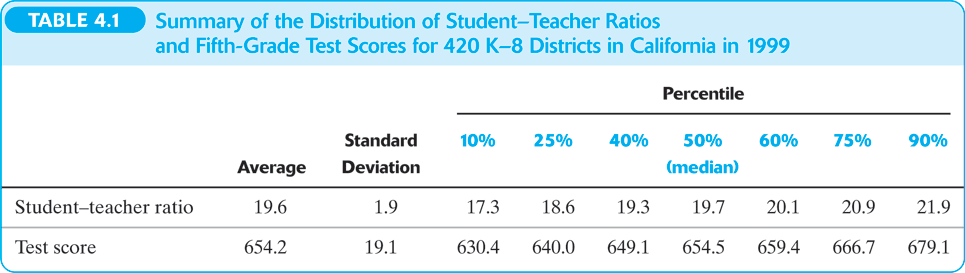 TABLE 4.1 Summary of the Distribution of Student–Teacher Ratios
and Fifth-Grade Test Scores for 420 K–8 Districts in California in 1999
Percentile
Average Standard Deviation 10% 25% 40% 50% (median) 60% 75% 90%
Student–teacher ratio 19.6 1.9 17.3 18.6 19.3 19.7 20.1 20.9 21.9
Test score 654.2 19.1 630.4 640.0 649.1 654.5 659.4 666.7 679.1